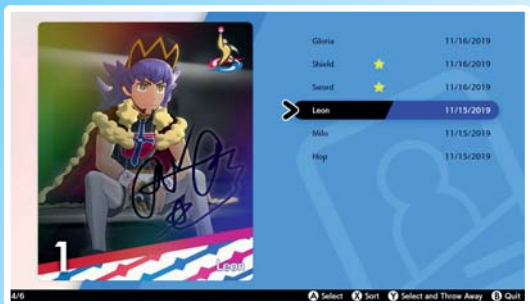 Gloria 11/16/2019
Shield 11/16/2019
Sword 11/16/2019
Leon 11/15/2019
Milo 11/15/2019
Hop 11/15/2019
1
Leon
4/6 A Select X Sort Y Select and Throw Away B Quit